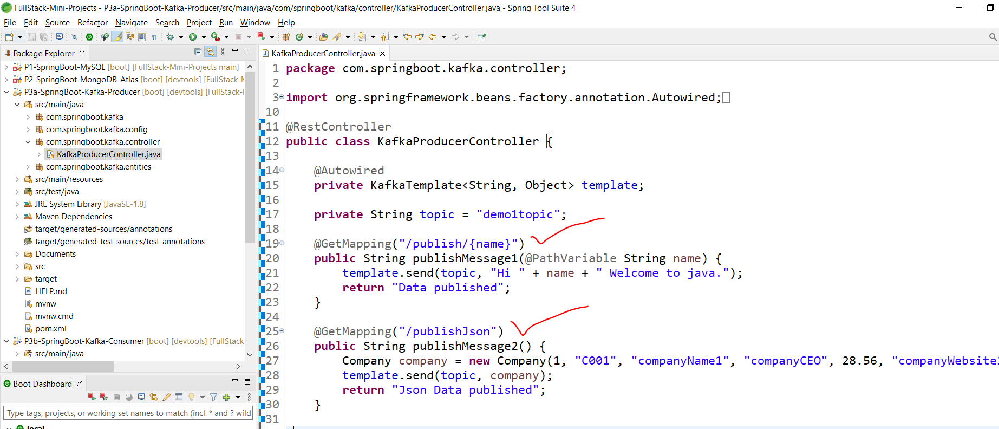 FullStack-Mini-Projects - P3a-SpringBoot-Kafka-Producer/src/main/java/com/springboot/kafka/controller/KafkaProducerController.java - Spring Tool Suite 4
File Edit Source Refactor Navigate Search Project Run Window Help
Package Explorer
P1-SpringBoot-MySQL [boot] [FullStack-Mini-Projects main]
P2-SpringBoot-MongoDB-Atlas [boot] [devtools] [FullStack-M
P3a-SpringBoot-Kafka-Producer [boot] [devtools] [FullStack-
src/main/java
com.springboot.kafka
com.springboot.kafka.config
com.springboot.kafka.controller
KafkaProducerController.java
com.springboot.kafka.entities
src/main/resources
src/test/java
JRE System Library [JavaSE-1.8]
Maven Dependencies
target/generated-sources/annotations
target/generated-test-sources/test-annotations
Documents
src
target
HELP.md
mvnw
mvnw.cmd
pom.xml
P3b-SpringBoot-Kafka-Consumer [boot] [devtools] [FullStack
src/main/java
Boot Dashboard
Type tags, projects, or working set names to match (incl. * and ? wild
local
KafkaProducerController.java
1 package com.springboot.kafka.controller;
2
3 import org.springframework.beans.factory.annotation.Autowired;
10
11 @RestController
12 public class KafkaProducerController {
13
14 @Autowired
15 private KafkaTemplate<String, Object> template;
16
17 private String topic = "demo1topic";
18
19 @GetMapping("/publish/{name}")
20 public String publishMessage1(@PathVariable String name) {
21 template.send(topic, "Hi " + name + " Welcome to java.");
22 return "Data published";
23 }
24
25 @GetMapping("/publishJson")
26 public String publishMessage2() {
27 Company company = new Company(1, "C001", "companyName1", "companyCEO", 28.56, "companyWebsite1
28 template.send(topic, company);
29 return "Json Data published";
30 }
31